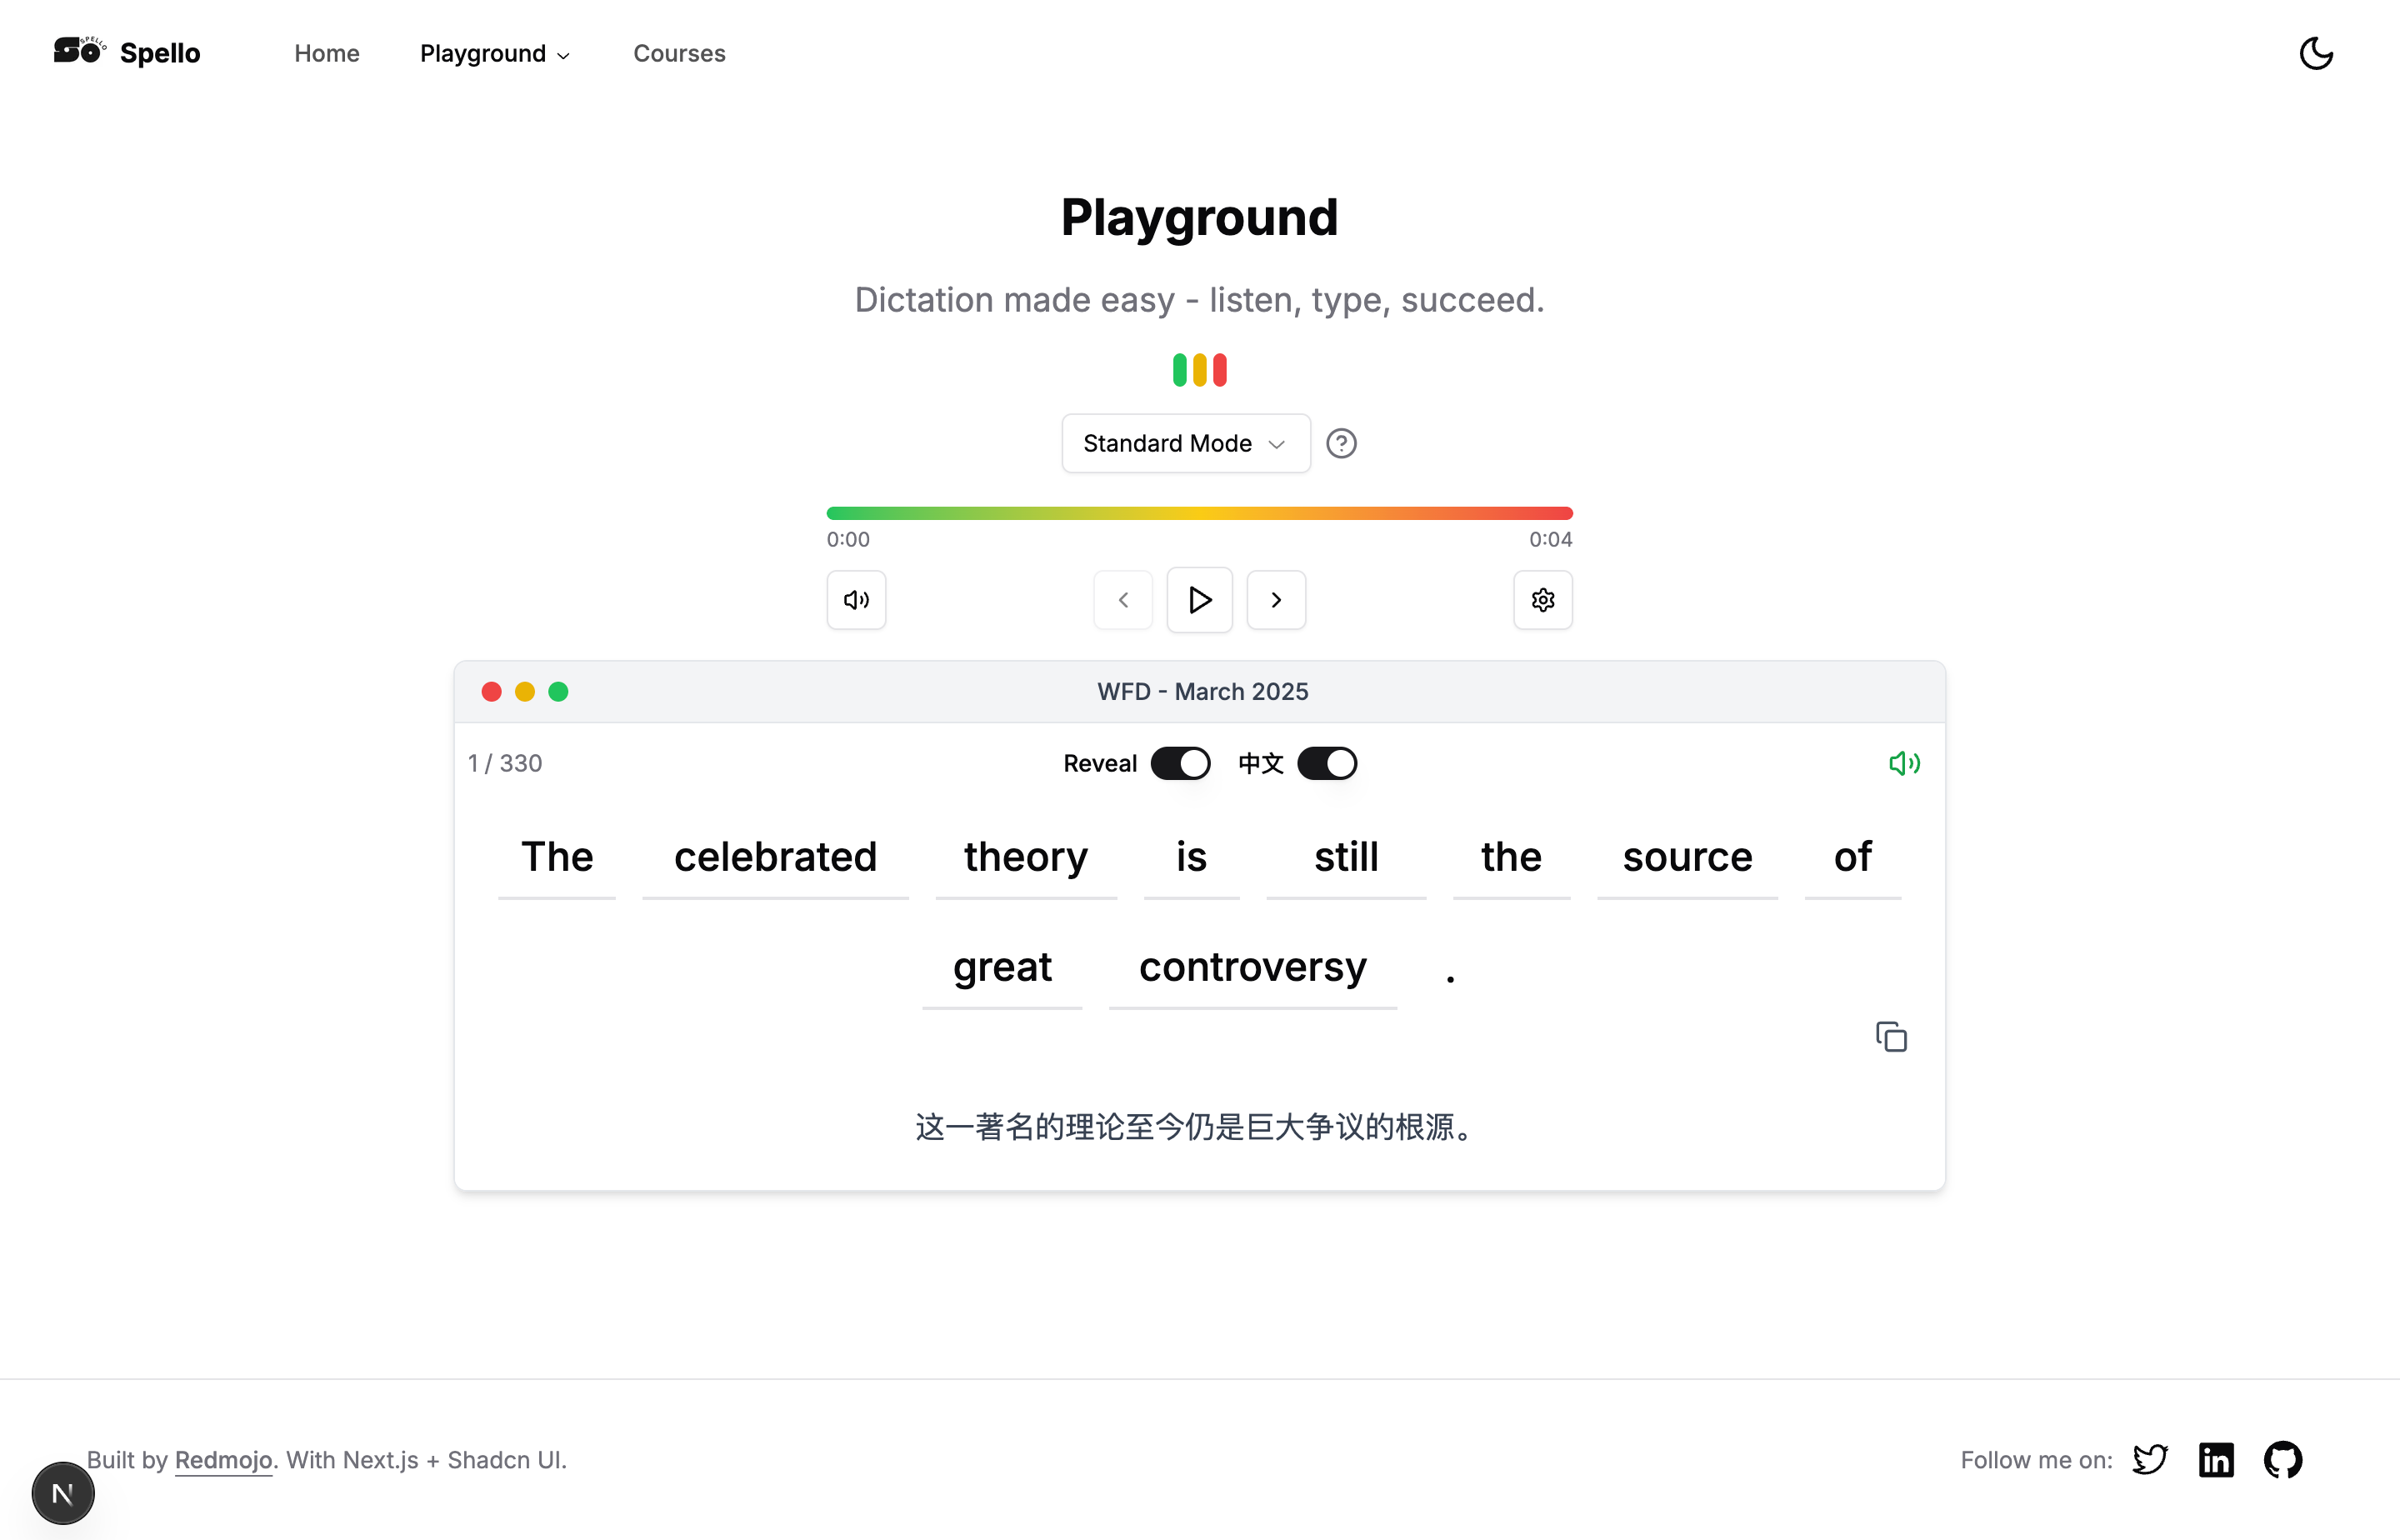 SPELLO
Spello Home Playground Courses
Playground
Dictation made easy - listen, type, succeed.
Standard Mode ?
0:00 0:04
WFD - March 2025
1 / 330 Reveal 中文
The celebrated theory is still the source of
great controversy .
这一著名的理论至今仍是巨大争议的根源。
Built by Redmojo. With Next.js + Shadcn UI. Follow me on: in
N